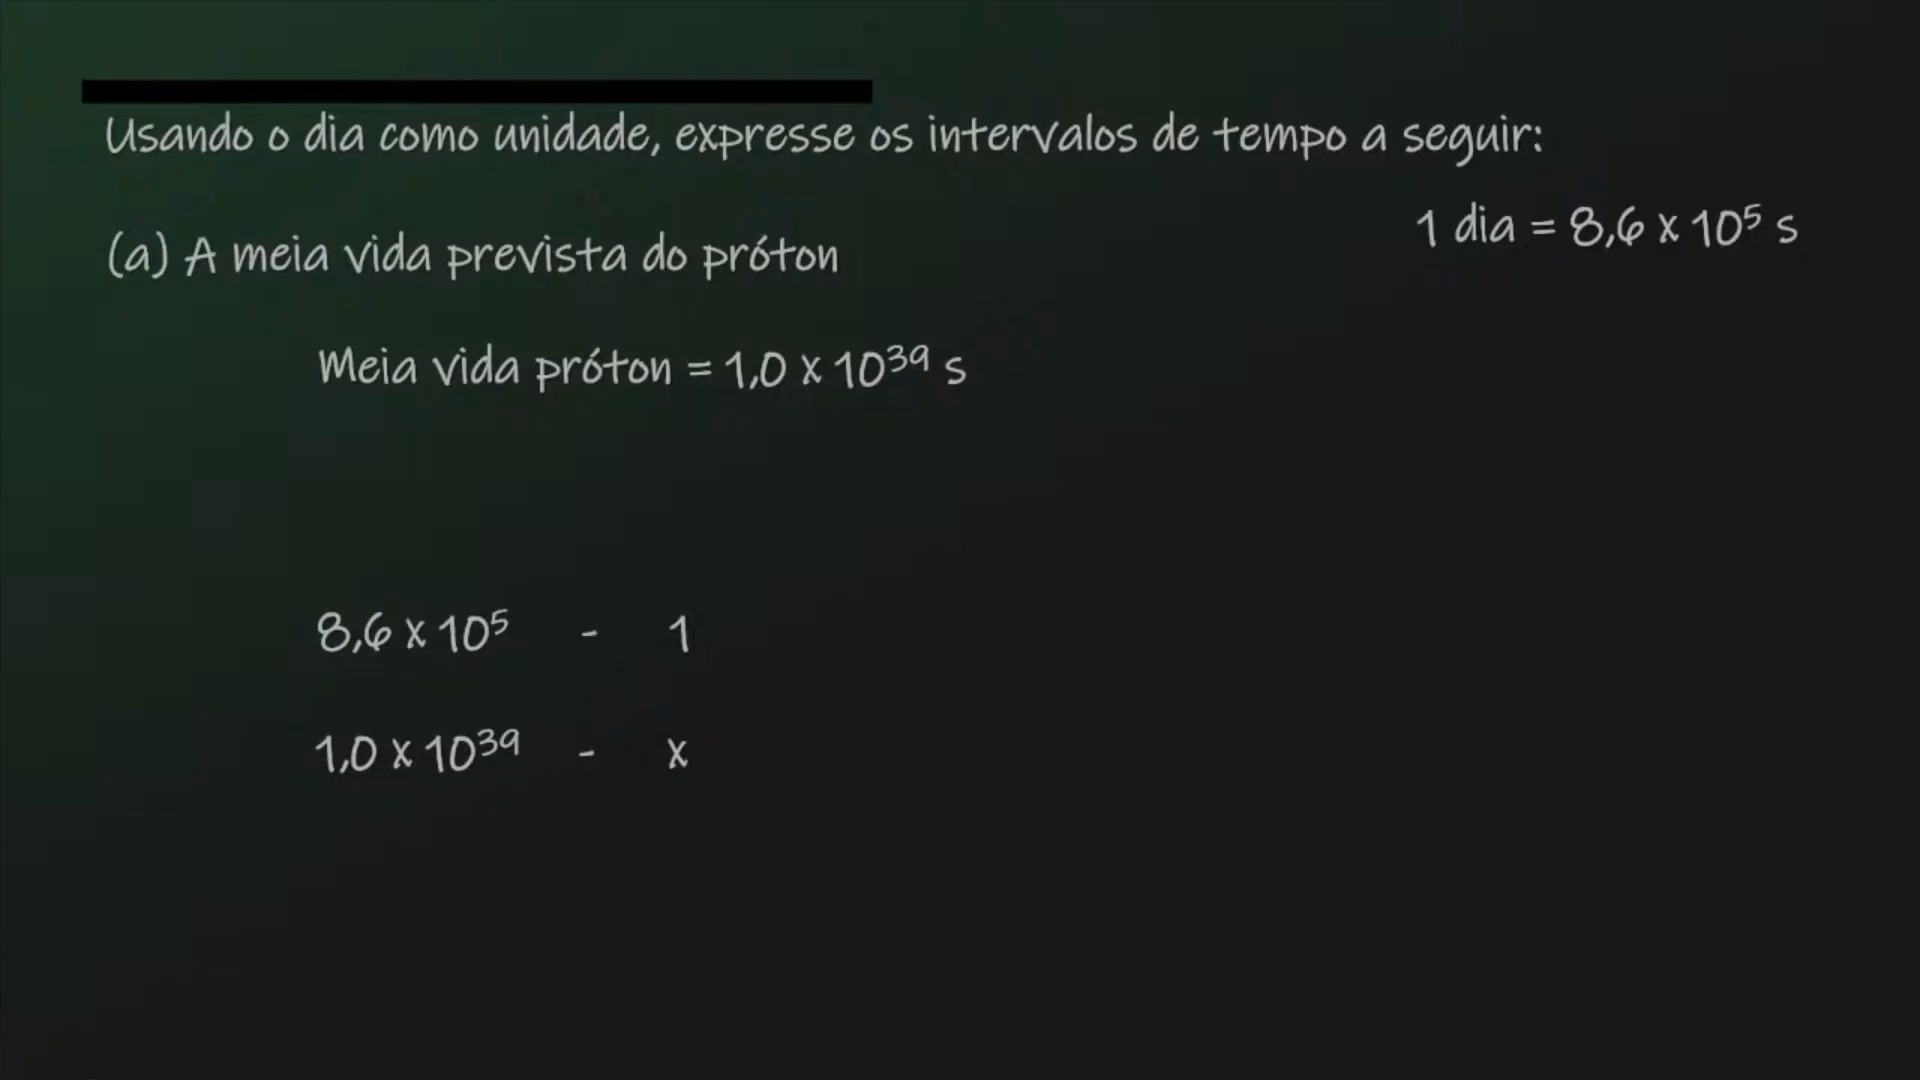 Usando o dia como unidade, expresse os intervalos de tempo a seguir:
1 dia = 8,6 x 10⁵ s
(a) A meia vida prevista do próton
Meia vida próton = 1,0 x 10³⁹ s
8,6 x 10⁵ - 1
1,0 x 10³⁹ - x